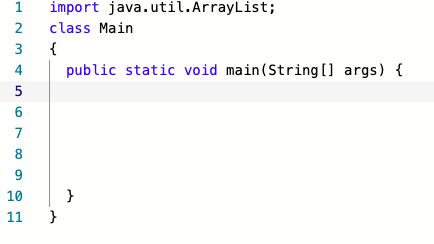 1 import java.util.ArrayList;
2 class Main
3 {
4   public static void main(String[] args) {
5
6
7
8
9
10   }
11 }